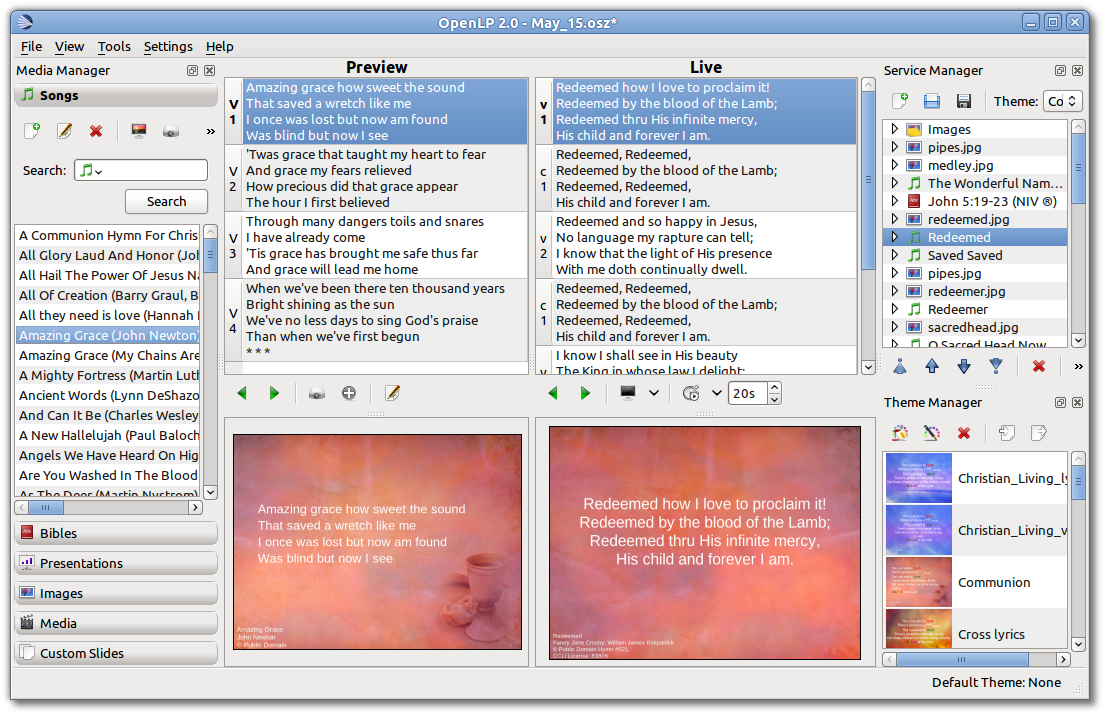 OpenLP 2.0 - May_15.osz*
File View Tools Settings Help
Media Manager
Songs
Search:
Search
A Communion Hymn For Chris
All Glory Laud And Honor (Joh
All Hail The Power Of Jesus Na
All Of Creation (Barry Graul, B
All they need is love (Hannah
Amazing Grace (John Newton)
Amazing Grace (My Chains Are
A Mighty Fortress (Martin Luth
Ancient Words (Lynn DeShazo
And Can It Be (Charles Wesley
A New Hallelujah (Paul Baloch
Angels We Have Heard On Hig
Are You Washed In The Blood
As The Deer (Martin Nystrom)
Bibles
Presentations
Images
Media
Custom Slides
Preview
V 1
Amazing grace how sweet the sound
That saved a wretch like me
I once was lost but now am found
Was blind but now I see
V 2
'Twas grace that taught my heart to fear
And grace my fears relieved
How precious did that grace appear
The hour I first believed
V 3
Through many dangers toils and snares
I have already come
'Tis grace has brought me safe thus far
And grace will lead me home
V 4
When we've been there ten thousand years
Bright shining as the sun
We've no less days to sing God's praise
Than when we've first begun
* * *
Amazing grace how sweet the sound
That saved a wretch like me
I once was lost but now am found
Was blind but now I see
Amazing Grace
John Newton
© Public Domain
Live
v 1
Redeemed how I love to proclaim it!
Redeemed by the blood of the Lamb;
Redeemed thru His infinite mercy,
His child and forever I am.
c 1
Redeemed, Redeemed,
Redeemed by the blood of the Lamb;
Redeemed, Redeemed,
His child and forever I am.
v 2
Redeemed and so happy in Jesus,
No language my rapture can tell;
I know that the light of His presence
With me doth continually dwell.
c 1
Redeemed, Redeemed,
Redeemed by the blood of the Lamb;
Redeemed, Redeemed,
His child and forever I am.
v
I know I shall see in His beauty
The King in whose law I delight;
20s
Redeemed how I love to proclaim it!
Redeemed by the blood of the Lamb;
Redeemed thru His infinite mercy,
His child and forever I am.
Redeemed
Fanny Jane Crosby, William James Kirkpatrick
© Public Domain Hymn #521
CCLI License: 83806
Service Manager
Theme: Co
Images
pipes.jpg
medley.jpg
The Wonderful Nam...
John 5:19-23 (NIV ®)
redeemed.jpg
Redeemed
Saved Saved
pipes.jpg
redeemer.jpg
Redeemer
sacredhead.jpg
O Sacred Head Now
Theme Manager
Christian_Living_ly
Christian_Living_v
Communion
Cross lyrics
Default Theme: None